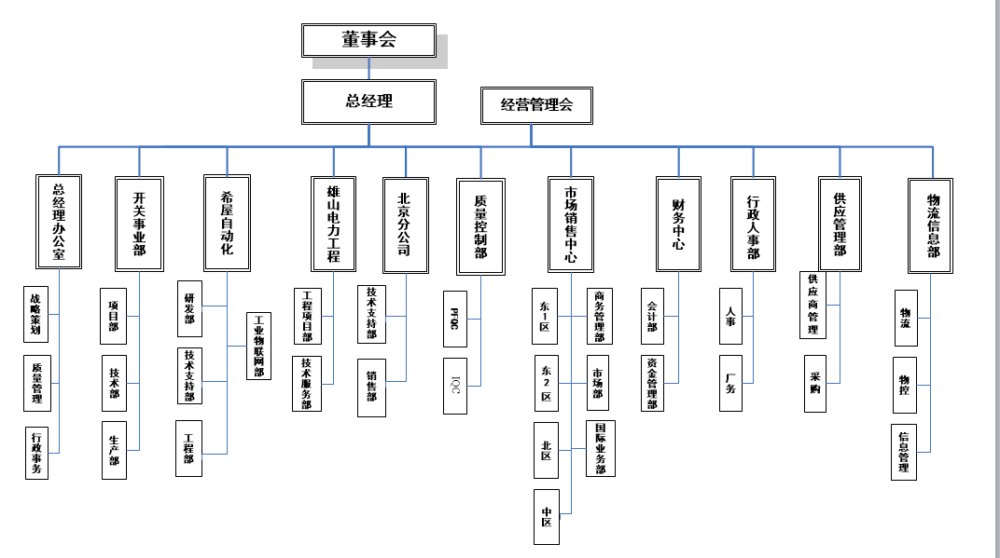 董事会
总经理
经营管理会
总经理办公室
开关事业部
希屋自动化
雄山电力工程
北京分公司
质量控制部
市场销售中心
财务中心
行政人事部
供应管理部
物流信息部
战略策划
质量管理
行政事务
项目部
技术部
生产部
研发部
技术支持部
工程部
工业物联网部
工程项目部
技术服务部
技术支持部
销售部
PFQC
IQC
东1区
东2区
北区
中区
商务管理部
市场部
国际业务部
会计部
资金管理部
人事
厂务
供应商管理
采购
物流
物控
信息管理